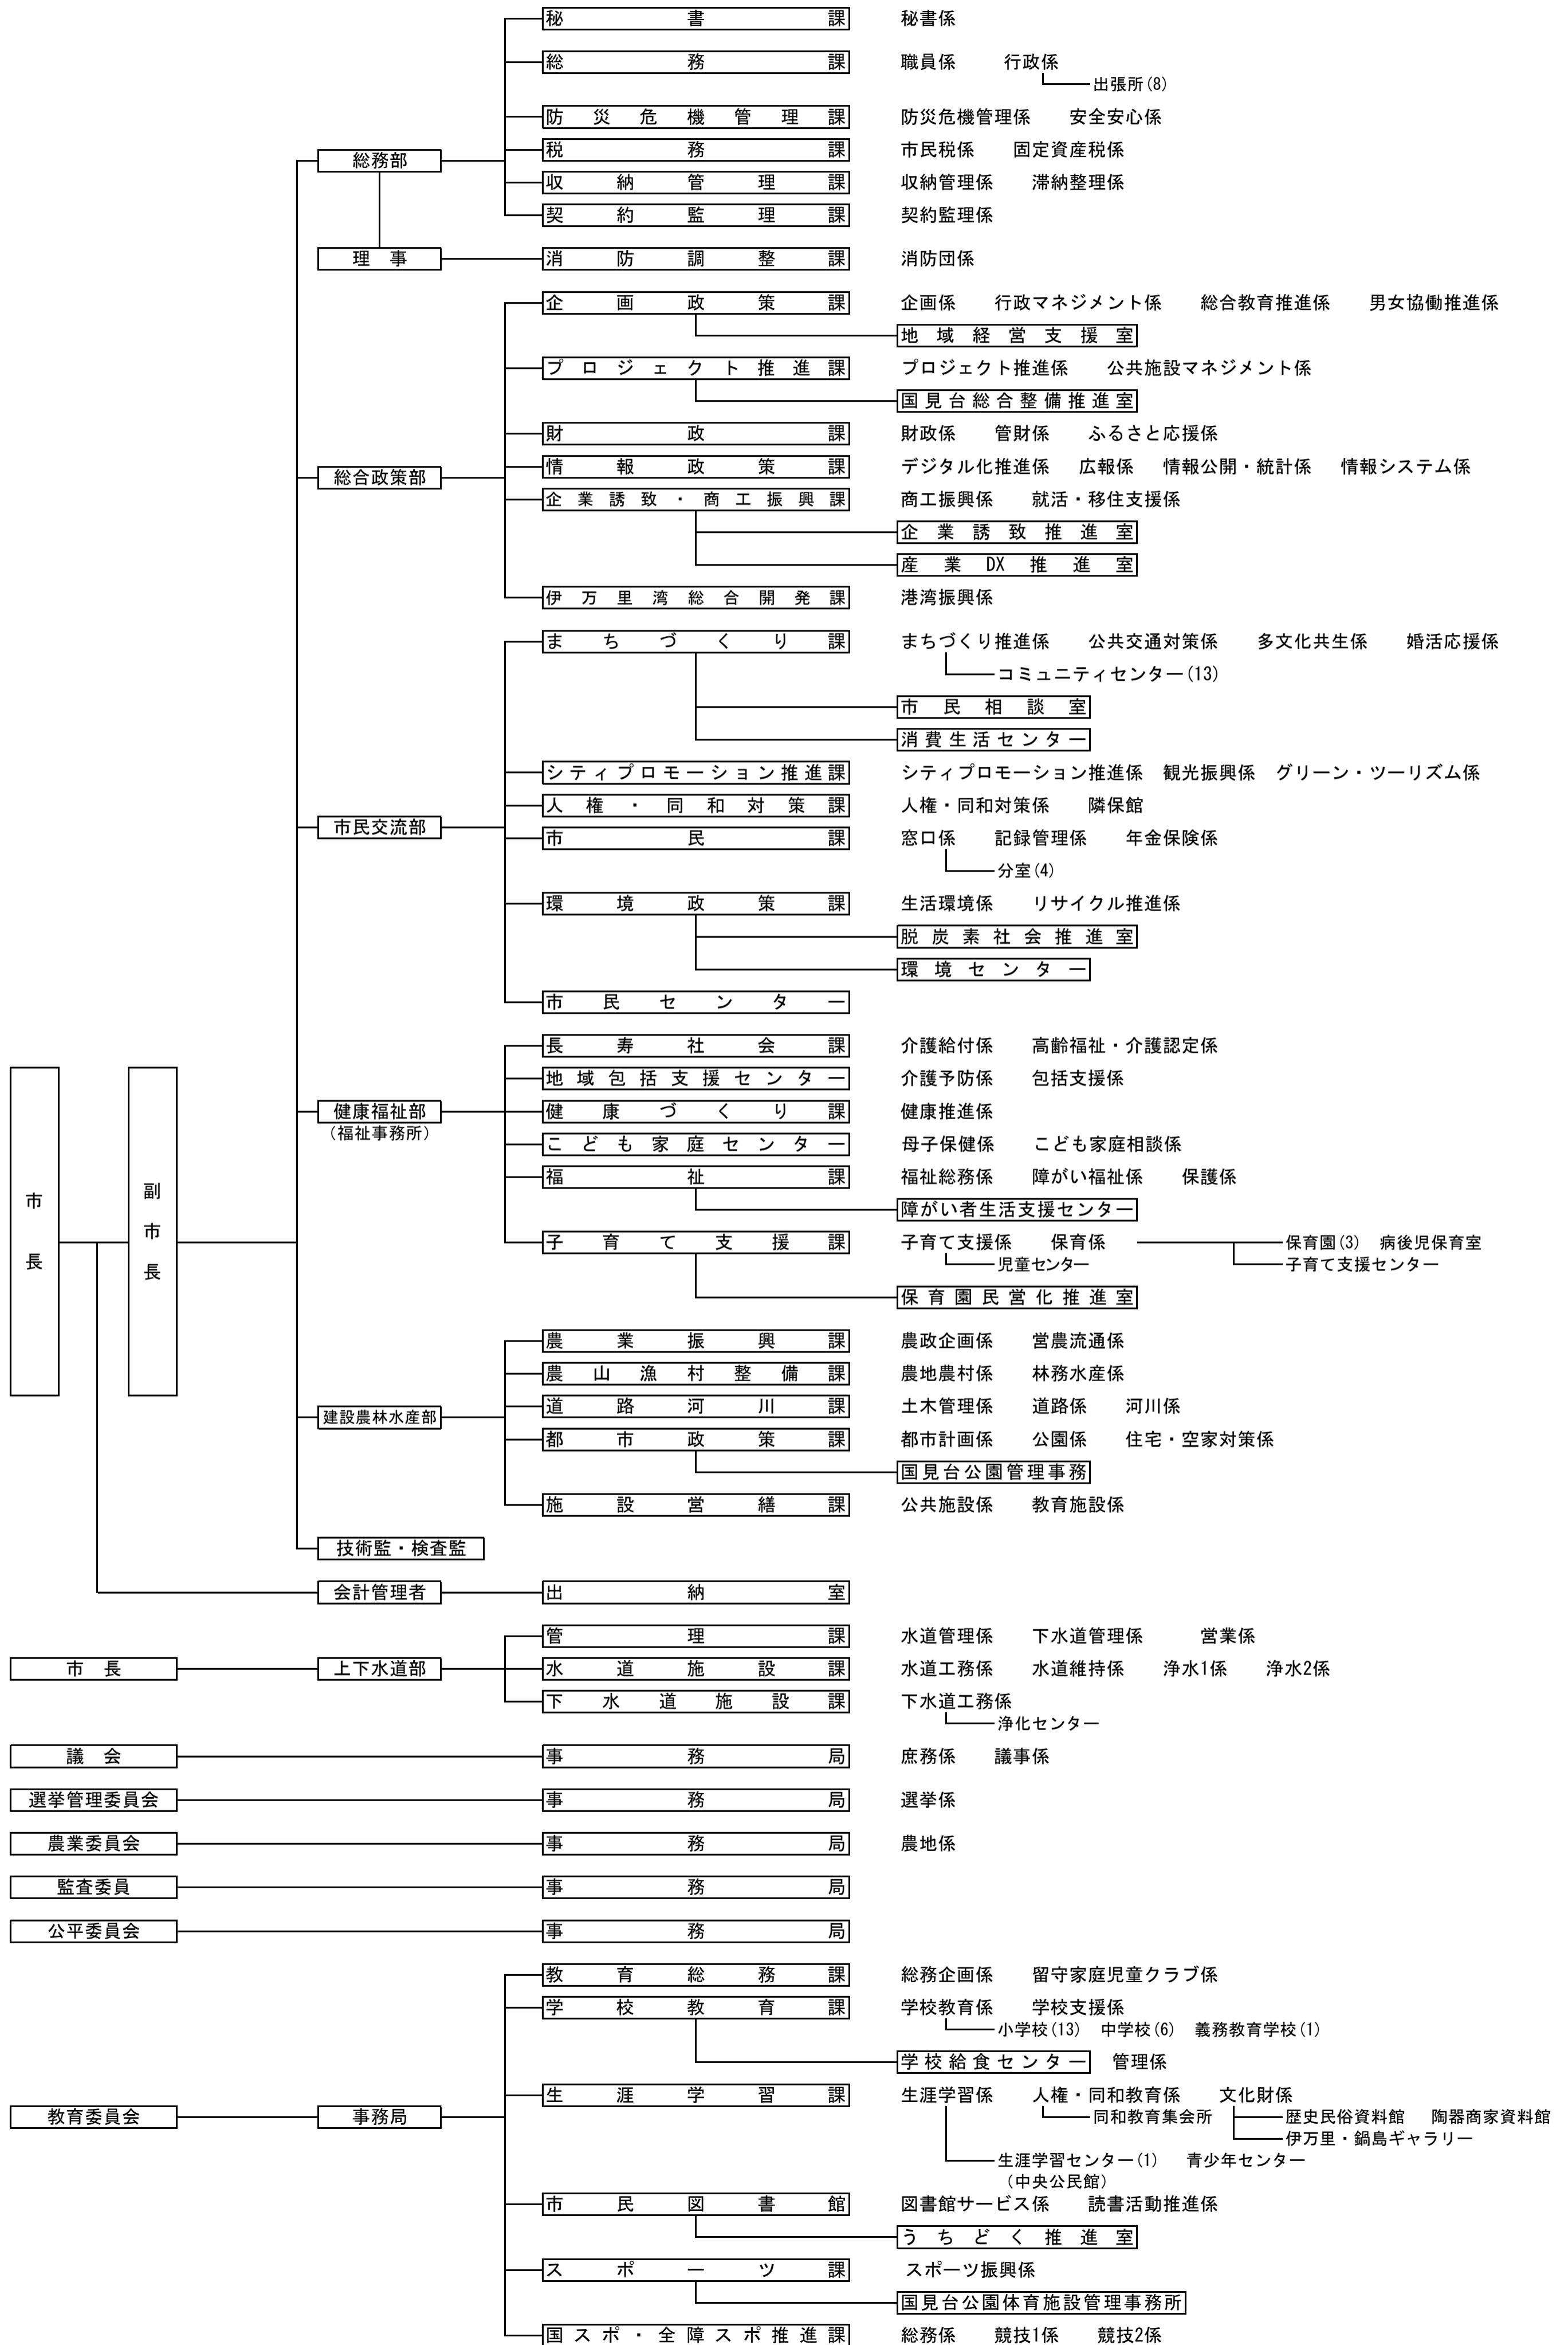 秘書課 秘書係
総務課 職員係 行政係
出張所(8)
防災危機管理課 防災危機管理係 安全安心係
税務課 市民税係 固定資産税係
総務部
収納管理課 収納管理係 滞納整理係
契約監理課 契約監理係
理事 消防調整課 消防団係
企画政策課 企画係 行政マネジメント係 総合教育推進係 男女協働推進係
地域経営支援室
プロジェクト推進課 プロジェクト推進係 公共施設マネジメント係
国見台総合整備推進室
財政課 財政係 管財係 ふるさと応援係
情報政策課 デジタル化推進係 広報係 情報公開・統計係 情報システム係
総合政策部
企業誘致・商工振興課 商工振興係 就活・移住支援係
企業誘致推進室
産業DX推進室
伊万里湾総合開発課 港湾振興係
まちづくり課 まちづくり推進係 公共交通対策係 多文化共生係 婚活応援係
コミュニティセンター(13)
市民相談室
消費生活センター
シティプロモーション推進課 シティプロモーション推進係 観光振興係 グリーン・ツーリズム係
人権・同和対策課 人権・同和対策係 隣保館
市民交流部
市民課 窓口係 記録管理係 年金保険係
分室(4)
環境政策課 生活環境係 リサイクル推進係
脱炭素社会推進室
環境センター
市民センター
長寿社会課 介護給付係 高齢福祉・介護認定係
地域包括支援センター 介護予防係 包括支援係
健康福祉部 健康づくり課 健康推進係
(福祉事務所)
こども家庭センター 母子保健係 こども家庭相談係
福祉課 福祉総務係 障がい福祉係 保護係
障がい者生活支援センター
市長
副市長
子育て支援課 子育て支援係 保育係 保育園(3) 病後児保育室
児童センター 子育て支援センター
保育園民営化推進室
農業振興課 農政企画係 営農流通係
農山漁村整備課 農地農村係 林務水産係
道路河川課 土木管理係 道路係 河川係
建設農林水産部
都市政策課 都市計画係 公園係 住宅・空家対策係
国見台公園管理事務
施設営繕課 公共施設係 教育施設係
技術監・検査監
会計管理者 出納室
管理課 水道管理係 下水道管理係 営業係
市長 上下水道部 水道施設課 水道工務係 水道維持係 浄水1係 浄水2係
下水道施設課 下水道工務係
浄化センター
議会 事務局 庶務係 議事係
選挙管理委員会 事務局 選挙係
農業委員会 事務局 農地係
監査委員 事務局
公平委員会 事務局
教育総務課 総務企画係 留守家庭児童クラブ係
学校教育課 学校教育係 学校支援係
小学校(13) 中学校(6) 義務教育学校(1)
学校給食センター 管理係
生涯学習課 生涯学習係 人権・同和教育係 文化財係
教育委員会 事務局 同和教育集会所 歴史民俗資料館 陶器商家資料館
伊万里・鍋島ギャラリー
生涯学習センター(1) 青少年センター
(中央公民館)
市民図書館 図書館サービス係 読書活動推進係
うちどく推進室
スポーツ課 スポーツ振興係
国見台公園体育施設管理事務所
国スポ・全障スポ推進課 総務係 競技1係 競技2係